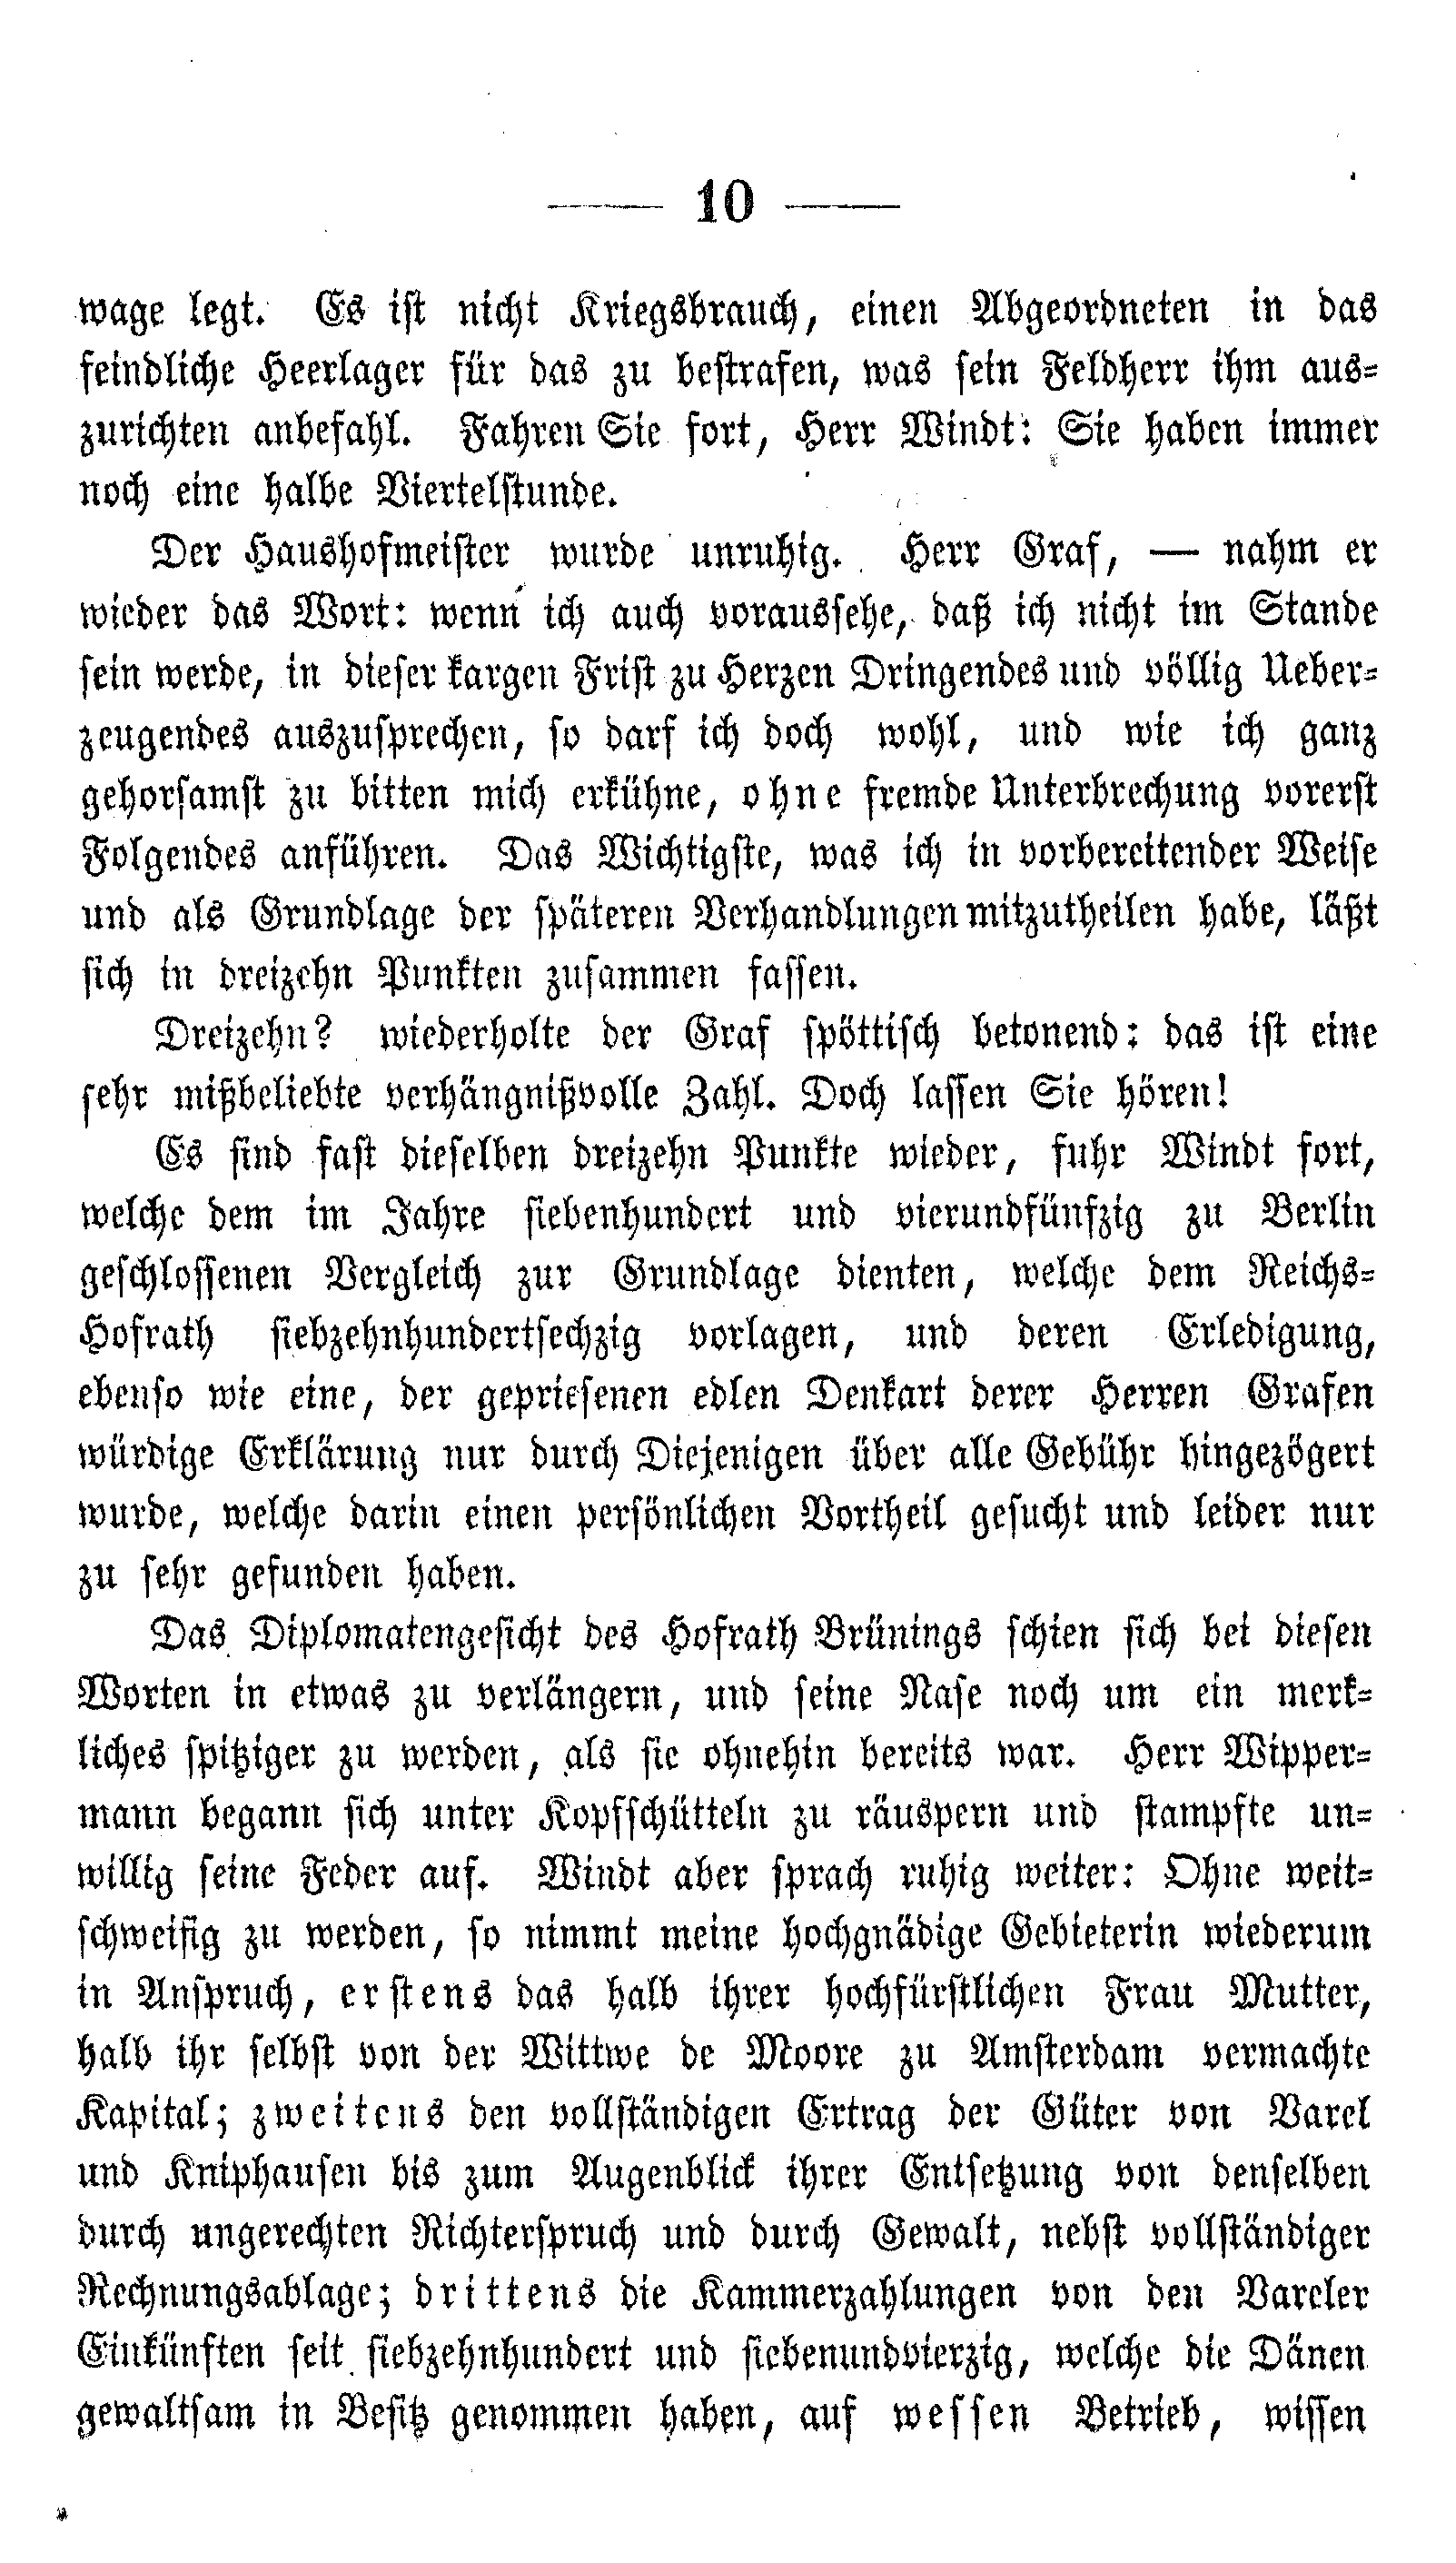 — 10 —
wage legt. Es ist nicht Kriegsbrauch, einen Abgeordneten in das
feindliche Heerlager für das zu bestrafen, was sein Feldherr ihm aus-
zurichten anbefahl. Fahren Sie fort, Herr Windt: Sie haben immer
noch eine halbe Viertelstunde.
Der Haushofmeister wurde unruhig. Herr Graf, — nahm er
wieder das Wort: wenn ich auch voraussehe, daß ich nicht im Stande
sein werde, in dieser kargen Frist zu Herzen Dringendes und völlig Ueber-
zeugendes auszusprechen, so darf ich doch wohl, und wie ich ganz
gehorsamst zu bitten mich erkühne, ohne fremde Unterbrechung vorerst
Folgendes anführen. Das Wichtigste, was ich in vorbereitender Weise
und als Grundlage der späteren Verhandlungen mitzutheilen habe, läßt
sich in dreizehn Punkten zusammen fassen.
Dreizehn? wiederholte der Graf spöttisch betonend: das ist eine
sehr mißbeliebte verhängnißvolle Zahl. Doch lassen Sie hören!
Es sind fast dieselben dreizehn Punkte wieder, fuhr Windt fort,
welche dem im Jahre siebenhundert und vierundfünfzig zu Berlin
geschlossenen Vergleich zur Grundlage dienten, welche dem Reichs-
Hofrath siebzehnhundertsechzig vorlagen, und deren Erledigung,
ebenso wie eine, der gepriesenen edlen Denkart derer Herren Grafen
würdige Erklärung nur durch Diejenigen über alle Gebühr hingezögert
wurde, welche darin einen persönlichen Vortheil gesucht und leider nur
zu sehr gefunden haben.
Das Diplomatengesicht des Hofrath Brünings schien sich bei diesen
Worten in etwas zu verlängern, und seine Nase noch um ein merk-
liches spitziger zu werden, als sie ohnehin bereits war. Herr Wipper-
mann begann sich unter Kopfschütteln zu räuspern und stampfte un-
willig seine Feder auf. Windt aber sprach ruhig weiter: Ohne weit-
schweifig zu werden, so nimmt meine hochgnädige Gebieterin wiederum
in Anspruch, erstens das halb ihrer hochfürstlichen Frau Mutter,
halb ihr selbst von der Wittwe de Moore zu Amsterdam vermachte
Kapital; zweitens den vollständigen Ertrag der Güter von Varel
und Kniphausen bis zum Augenblick ihrer Entsetzung von denselben
durch ungerechten Richterspruch und durch Gewalt, nebst vollständiger
Rechnungsablage; drittens die Kammerzahlungen von den Vareler
Einkünften seit siebzehnhundert und siebenundvierzig, welche die Dänen
gewaltsam in Besitz genommen haben, auf wessen Betrieb, wissen